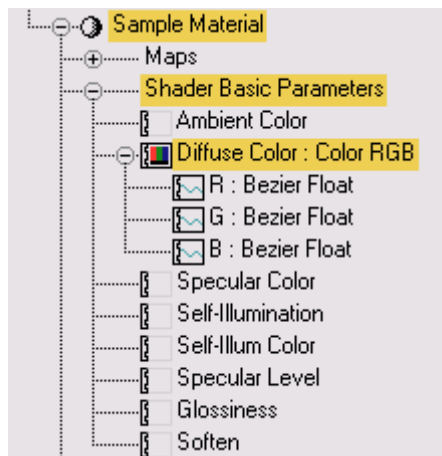 Sample Material
Maps
Shader Basic Parameters
Ambient Color
Diffuse Color : Color RGB
R : Bezier Float
G : Bezier Float
B : Bezier Float
Specular Color
Self-Illumination
Self-Illum Color
Specular Level
Glossiness
Soften